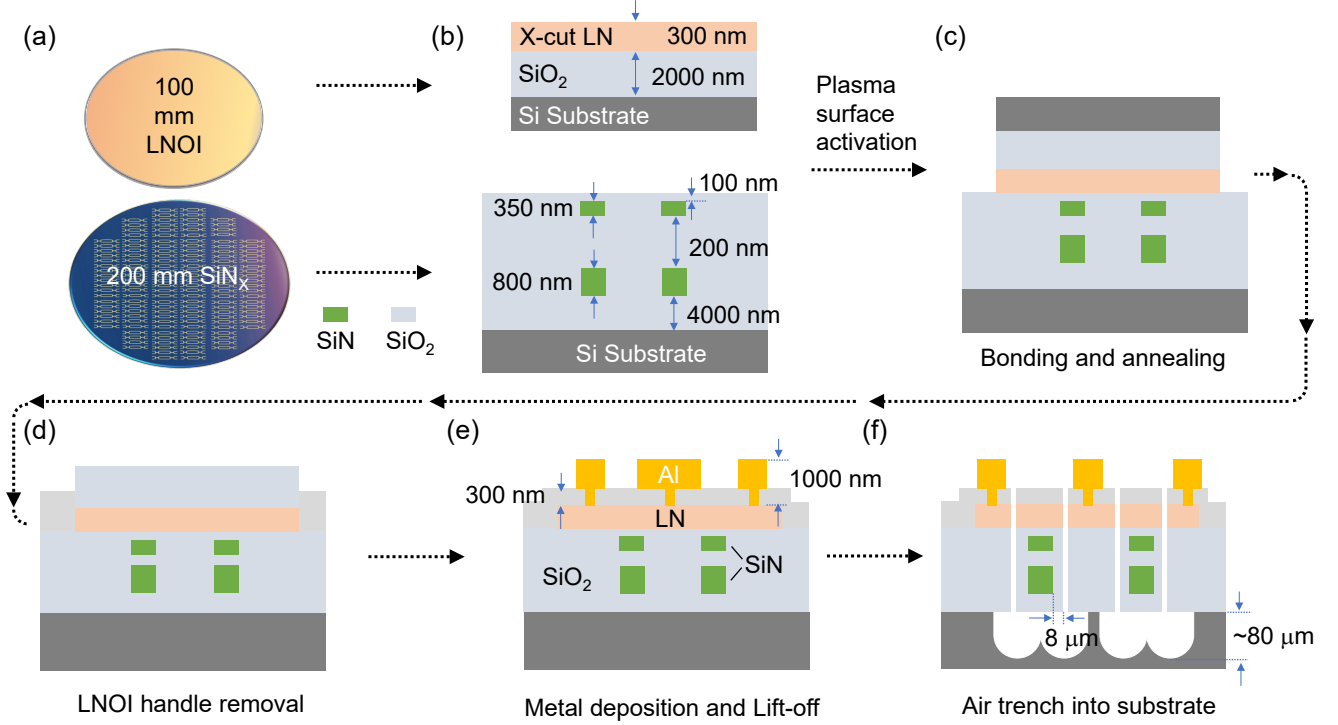 (a)
100
mm
LNOI
200 mm SiNₓ
SiN
SiO₂
(b)
X-cut LN 300 nm
SiO₂ 2000 nm
Si Substrate
100 nm
350 nm
200 nm
800 nm
4000 nm
Si Substrate
Plasma
surface
activation
(c)
Bonding and annealing
(d)
LNOI handle removal
(e)
Al
1000 nm
300 nm
LN
SiN
SiO₂
Metal deposition and Lift-off
(f)
8 μm
~80 μm
Air trench into substrate